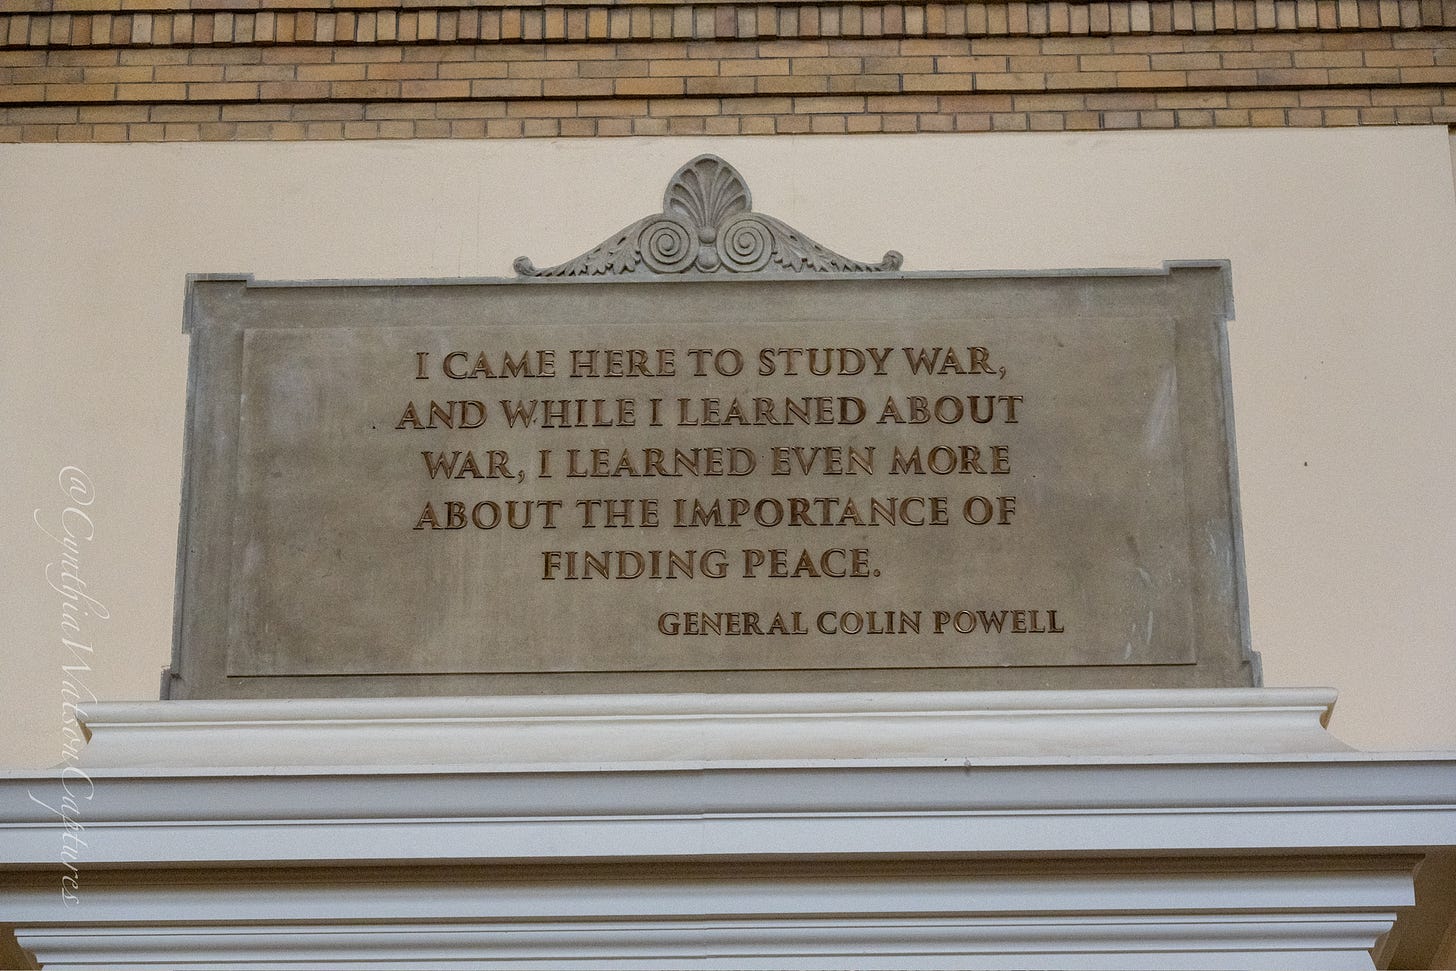 I CAME HERE TO STUDY WAR,
AND WHILE I LEARNED ABOUT
WAR, I LEARNED EVEN MORE
ABOUT THE IMPORTANCE OF
FINDING PEACE.
GENERAL COLIN POWELL
@CynthiaWatsonCaptures